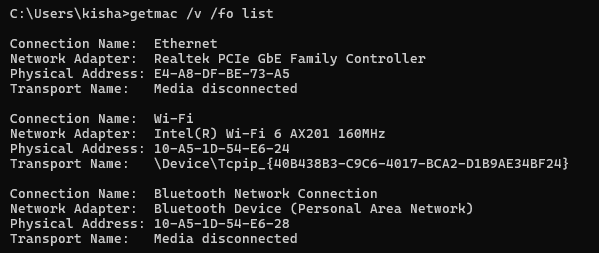 C:\Users\kisha>getmac /v /fo list
Connection Name:  Ethernet
Network Adapter:  Realtek PCIe GbE Family Controller
Physical Address: E4-A8-DF-BE-73-A5
Transport Name:   Media disconnected
Connection Name:  Wi-Fi
Network Adapter:  Intel(R) Wi-Fi 6 AX201 160MHz
Physical Address: 10-A5-1D-54-E6-24
Transport Name:   \Device\Tcpip_{40B438B3-C9C6-4017-BCA2-D1B9AE34BF24}
Connection Name:  Bluetooth Network Connection
Network Adapter:  Bluetooth Device (Personal Area Network)
Physical Address: 10-A5-1D-54-E6-28
Transport Name:   Media disconnected